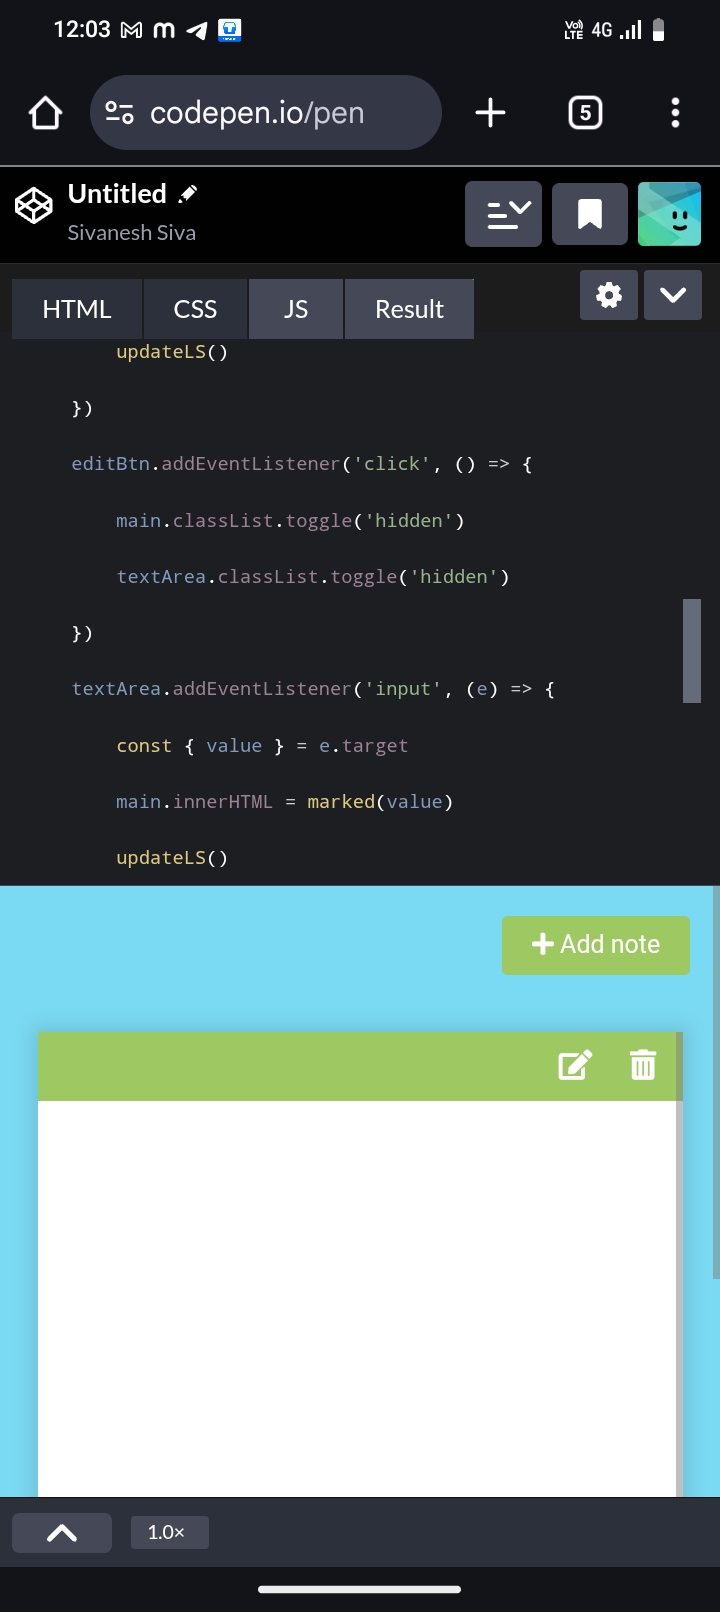 12:03
Vo)) LTE 4G
codepen.io/pen
5
Untitled
Sivanesh Siva
HTML CSS JS Result
updateLS()
})
editBtn.addEventListener('click', () => {
main.classList.toggle('hidden')
textArea.classList.toggle('hidden')
})
textArea.addEventListener('input', (e) => {
const { value } = e.target
main.innerHTML = marked(value)
updateLS()
Add note
1.0×